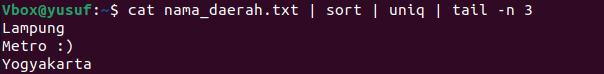 Vbox@yusuf:~$ cat nama_daerah.txt | sort | uniq | tail -n 3
Lampung
Metro :)
Yogyakarta